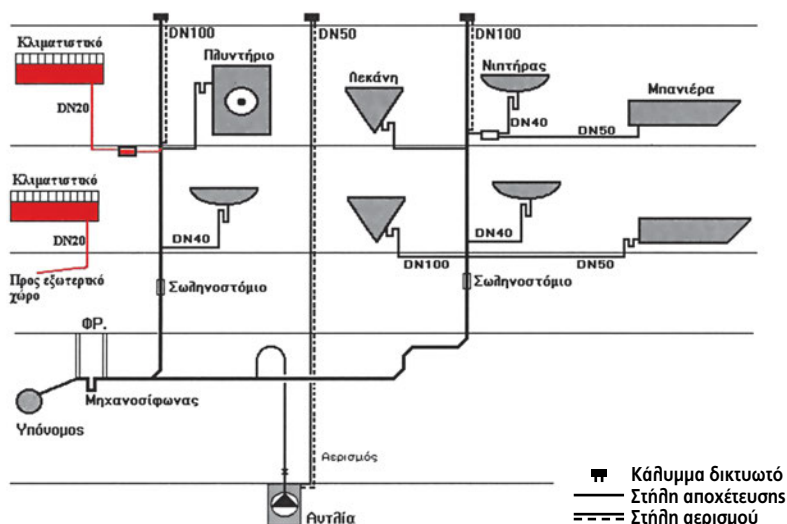 DN100
DN50
DN100
Κλιματιστικό
Πλυντήριο
Λεκάνη
Νιπτήρας
Μπανιέρα
DN20
DN40
DN50
Κλιματιστικό
DN20
DN40
DN40
DN100
DN50
Προς εξωτερικό
χώρο
Σωληνοστόμιο
Σωληνοστόμιο
ΦΡ.
Μηχανοσίφωνας
Υπόνομος
Αερισμός
Αντλία
Κάλυμμα δικτυωτό
Στήλη αποχέτευσης
Στήλη αερισμού